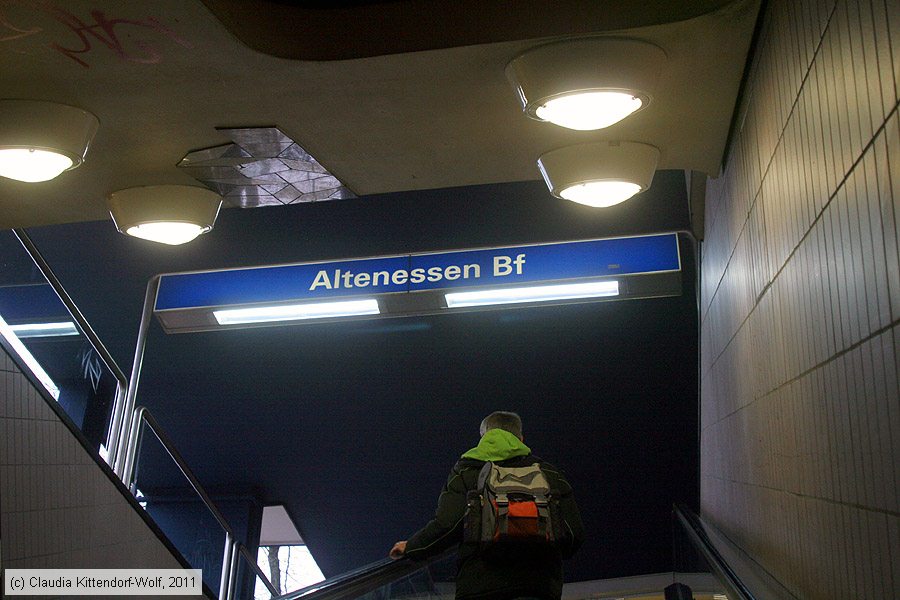 Altenessen Bf
(c) Claudia Kittendorf-Wolf, 2011